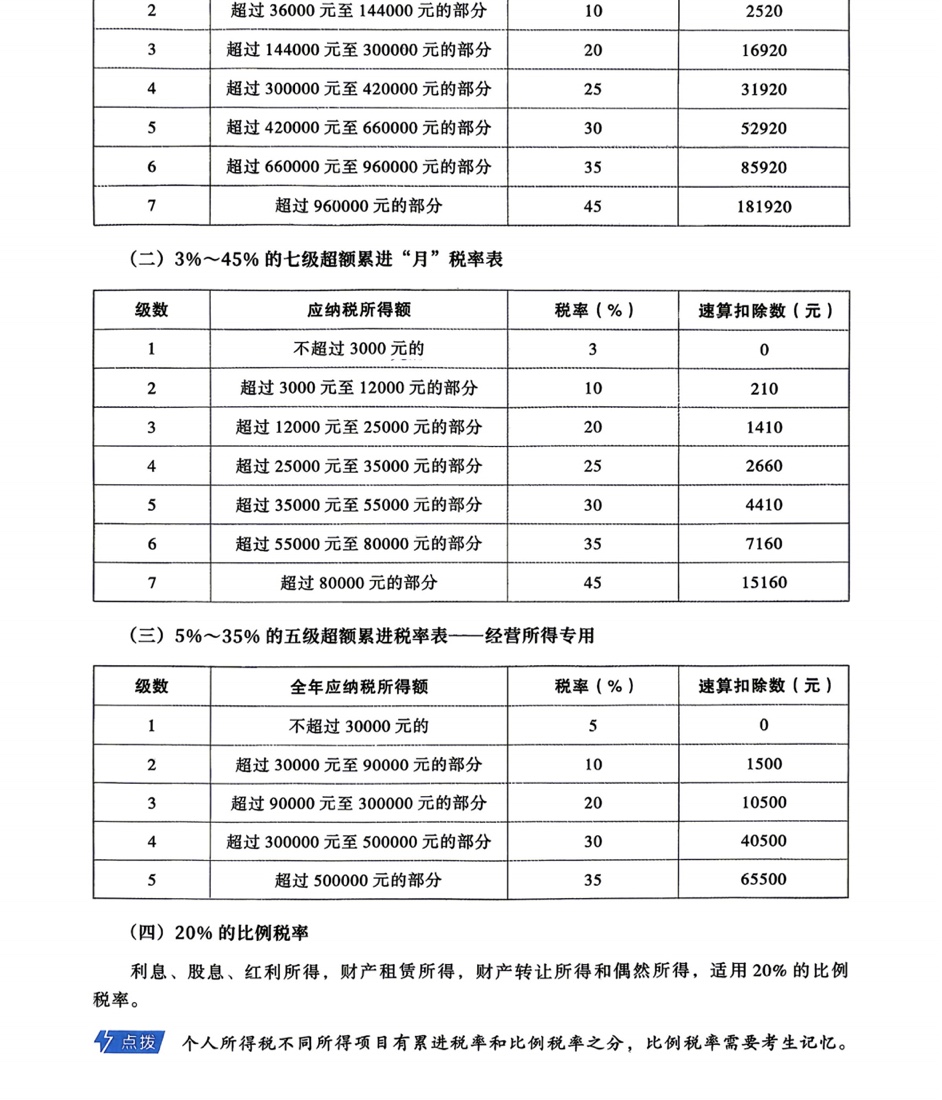 2 超过 36000 元至 144000 元的部分 10 2520
3 超过 144000 元至 300000 元的部分 20 16920
4 超过 300000 元至 420000 元的部分 25 31920
5 超过 420000 元至 660000 元的部分 30 52920
6 超过 660000 元至 960000 元的部分 35 85920
7 超过 960000 元的部分 45 181920
（二）3%～45% 的七级超额累进“月”税率表
级数 应纳税所得额 税率（%） 速算扣除数（元）
1 不超过 3000 元的 3 0
2 超过 3000 元至 12000 元的部分 10 210
3 超过 12000 元至 25000 元的部分 20 1410
4 超过 25000 元至 35000 元的部分 25 2660
5 超过 35000 元至 55000 元的部分 30 4410
6 超过 55000 元至 80000 元的部分 35 7160
7 超过 80000 元的部分 45 15160
（三）5%～35% 的五级超额累进税率表——经营所得专用
级数 全年应纳税所得额 税率（%） 速算扣除数（元）
1 不超过 30000 元的 5 0
2 超过 30000 元至 90000 元的部分 10 1500
3 超过 90000 元至 300000 元的部分 20 10500
4 超过 300000 元至 500000 元的部分 30 40500
5 超过 500000 元的部分 35 65500
（四）20% 的比例税率
利息、股息、红利所得，财产租赁所得，财产转让所得和偶然所得，适用 20% 的比例
税率。
点拨 个人所得税不同所得项目有累进税率和比例税率之分，比例税率需要考生记忆。